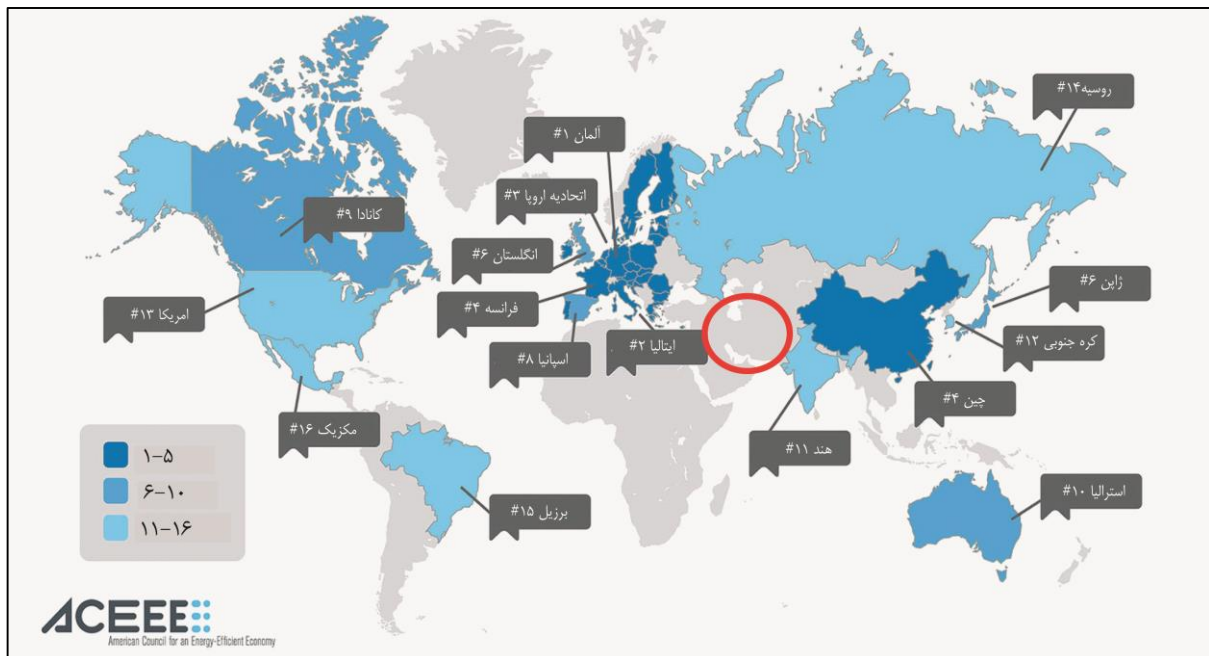 روسیه ۱۴#
آلمان ۱#
اتحادیه اروپا ۳#
کانادا ۹#
انگلستان ۶#
ژاپن ۶#
فرانسه ۴#
امریکا ۱۳#
کره جنوبی ۱۲#
ایتالیا ۲#
اسپانیا ۸#
چین ۴#
مکزیک ۱۶#
هند ۱۱#
استرالیا ۱۰#
برزیل ۱۵#
۱-۵
۶-۱۰
۱۱-۱۶
ACEEE
American Council for an Energy-Efficient Economy